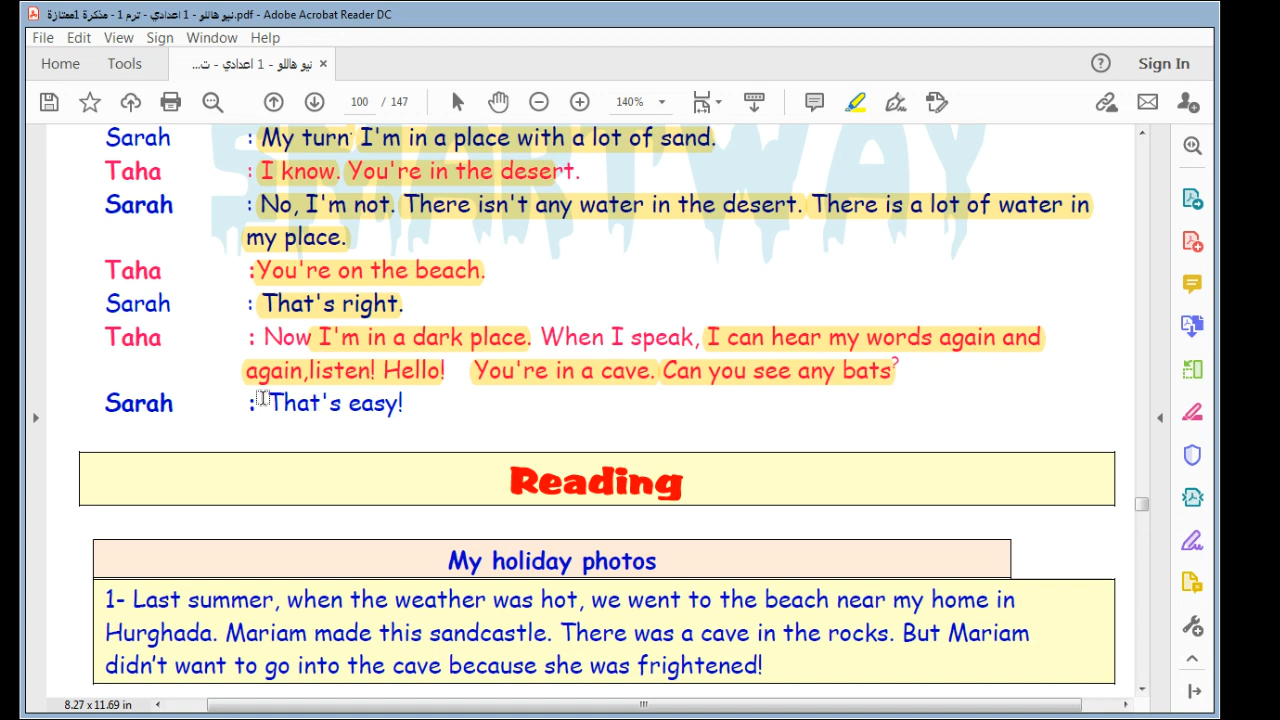 نيو هاللو - 1 اعدادي - ترم 1 - مذكرة 1ممتازة.pdf - Adobe Acrobat Reader DC
File Edit View Sign Window Help
Home Tools نيو هاللو - 1 اعدادي - ت... × Sign In
100 / 147 140%
SMARTWAY
Sarah : My turn I'm in a place with a lot of sand.
Taha : I know. You're in the desert.
Sarah : No, I'm not. There isn't any water in the desert. There is a lot of water in
my place.
Taha :You're on the beach.
Sarah : That's right.
Taha : Now I'm in a dark place. When I speak, I can hear my words again and
again,listen! Hello! You're in a cave. Can you see any bats?
Sarah : That's easy!
Reading
My holiday photos
1- Last summer, when the weather was hot, we went to the beach near my home in
Hurghada. Mariam made this sandcastle. There was a cave in the rocks. But Mariam
didn't want to go into the cave because she was frightened!
8.27 x 11.69 in